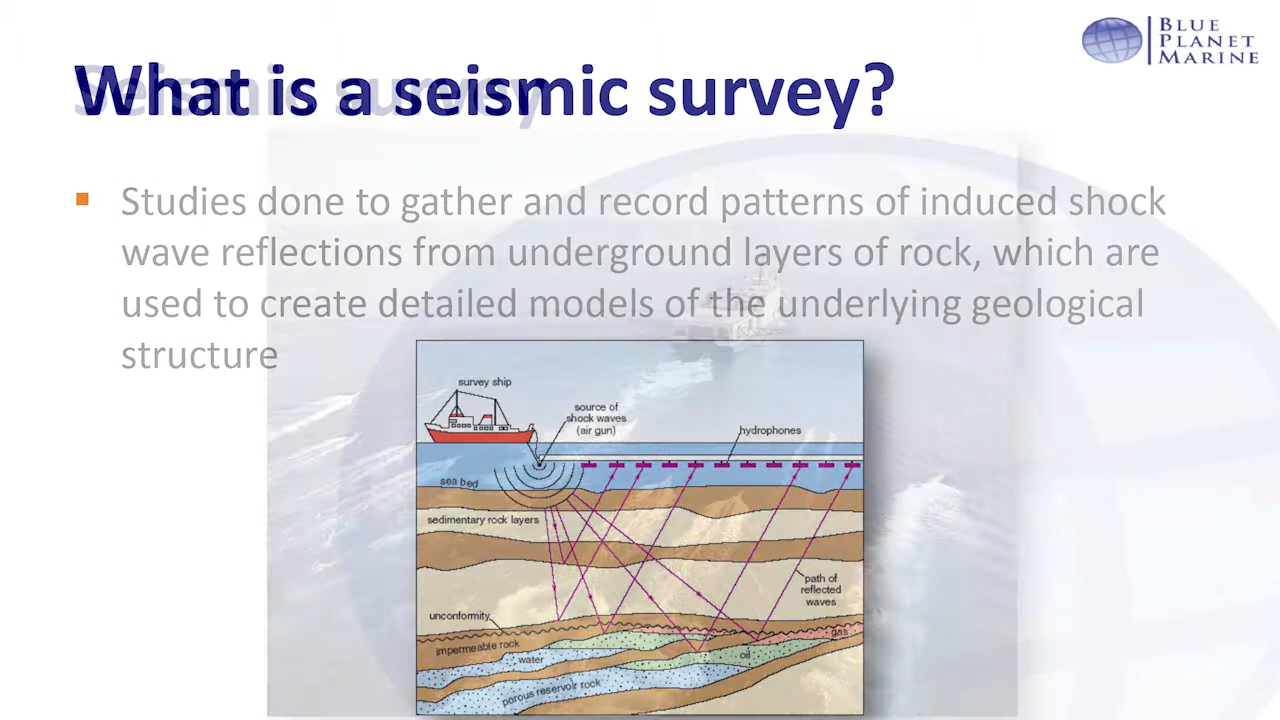 BLUE
PLANET
MARINE
What is a seismic survey?
Seismic survey
Studies done to gather and record patterns of induced shock
wave reflections from underground layers of rock, which are
used to create detailed models of the underlying geological
structure
survey ship
source of
shock waves
(air gun)
hydrophones
sea bed
sedimentary rock layers
path of
reflected
waves
unconformity
gas
impermeable rock
oil
water
porous reservoir rock